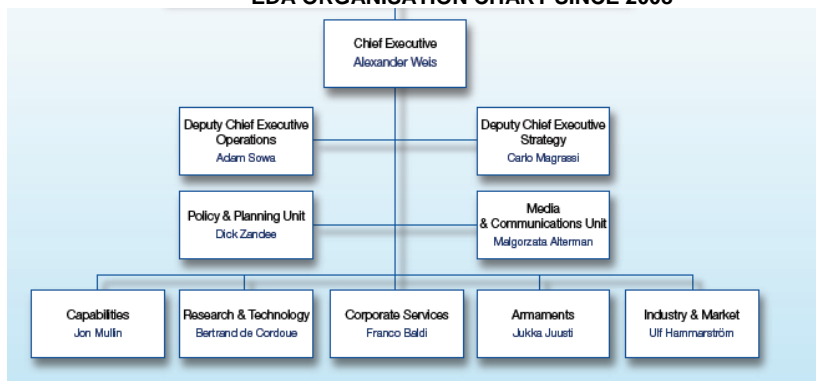 EDA ORGANISATION CHART SINCE 2008
Chief Executive
Alexander Weis
Deputy Chief Executive
Operations
Adam Sowa
Deputy Chief Executive
Strategy
Carlo Magrassi
Policy & Planning Unit
Dick Zandee
Media
& Communications Unit
Malgorzata Alterman
Capabilities
Jon Mullin
Research & Technology
Bertrand de Cordoue
Corporate Services
Franco Baldi
Armaments
Jukka Juusti
Industry & Market
Ulf Hammarström